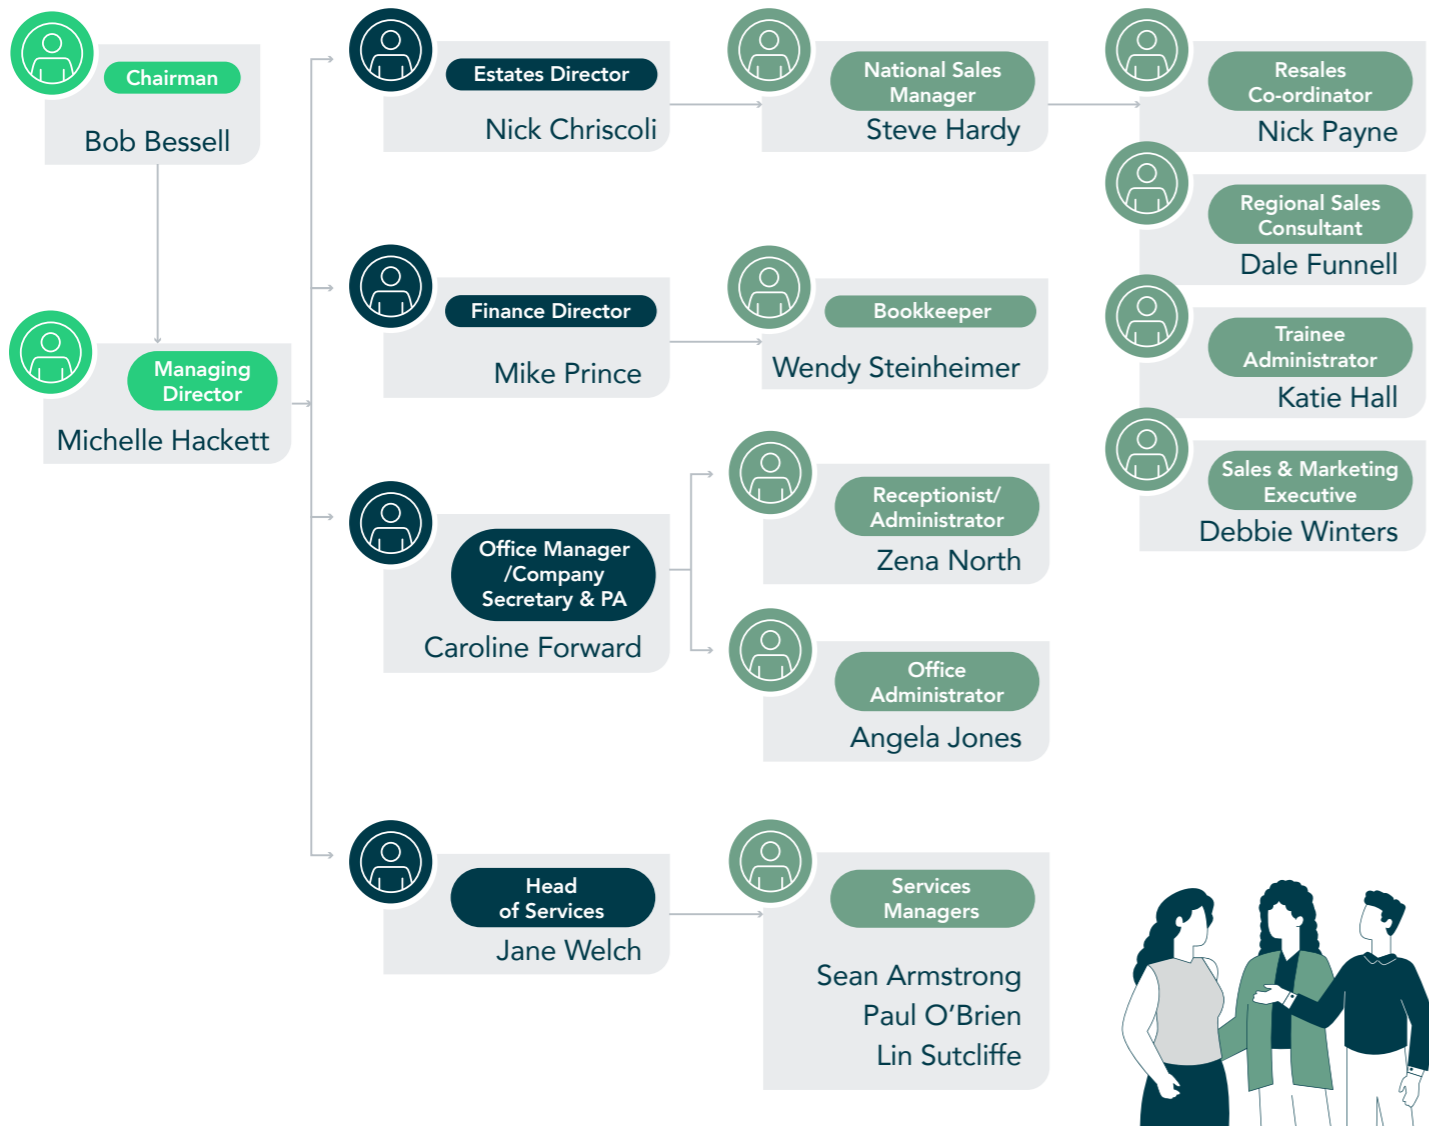 Chairman
Bob Bessell
Managing
Director
Michelle Hackett
Estates Director
Nick Chriscoli
National Sales
Manager
Steve Hardy
Resales
Co-ordinator
Nick Payne
Regional Sales
Consultant
Dale Funnell
Trainee
Administrator
Katie Hall
Sales & Marketing
Executive
Debbie Winters
Finance Director
Mike Prince
Bookkeeper
Wendy Steinheimer
Office Manager
/Company
Secretary & PA
Caroline Forward
Receptionist/
Administrator
Zena North
Office
Administrator
Angela Jones
Head
of Services
Jane Welch
Services
Managers
Sean Armstrong
Paul O’Brien
Lin Sutcliffe